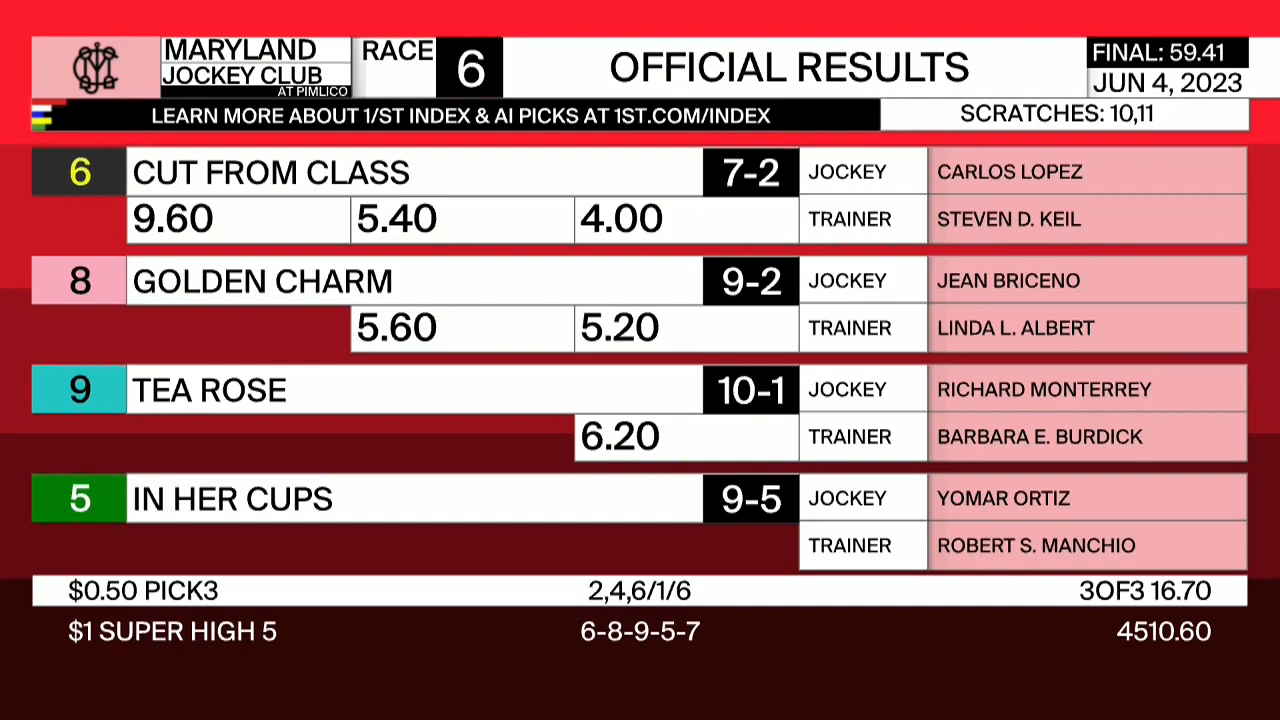 MARYLAND
JOCKEY CLUB
AT PIMLICO
RACE 6
OFFICIAL RESULTS
FINAL: 59.41
JUN 4, 2023
LEARN MORE ABOUT 1/ST INDEX & AI PICKS AT 1ST.COM/INDEX
SCRATCHES: 10,11
6 CUT FROM CLASS 7-2 JOCKEY CARLOS LOPEZ
9.60 5.40 4.00 TRAINER STEVEN D. KEIL
8 GOLDEN CHARM 9-2 JOCKEY JEAN BRICENO
5.60 5.20 TRAINER LINDA L. ALBERT
9 TEA ROSE 10-1 JOCKEY RICHARD MONTERREY
6.20 TRAINER BARBARA E. BURDICK
5 IN HER CUPS 9-5 JOCKEY YOMAR ORTIZ
TRAINER ROBERT S. MANCHIO
$0.50 PICK3 2,4,6/1/6 3OF3 16.70
$1 SUPER HIGH 5 6-8-9-5-7 4510.60